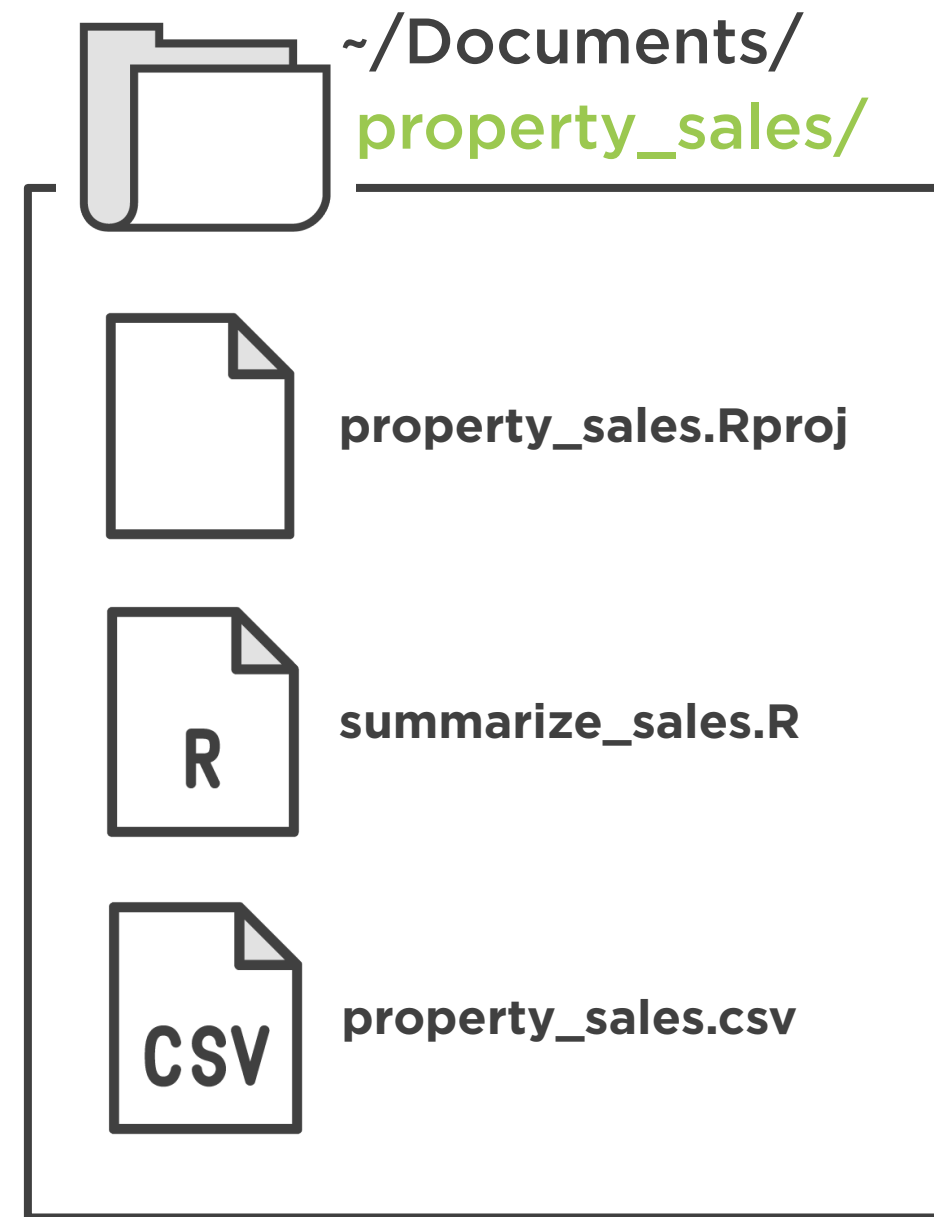 ~/Documents/
property_sales/
property_sales.Rproj
R
summarize_sales.R
CSV
property_sales.csv